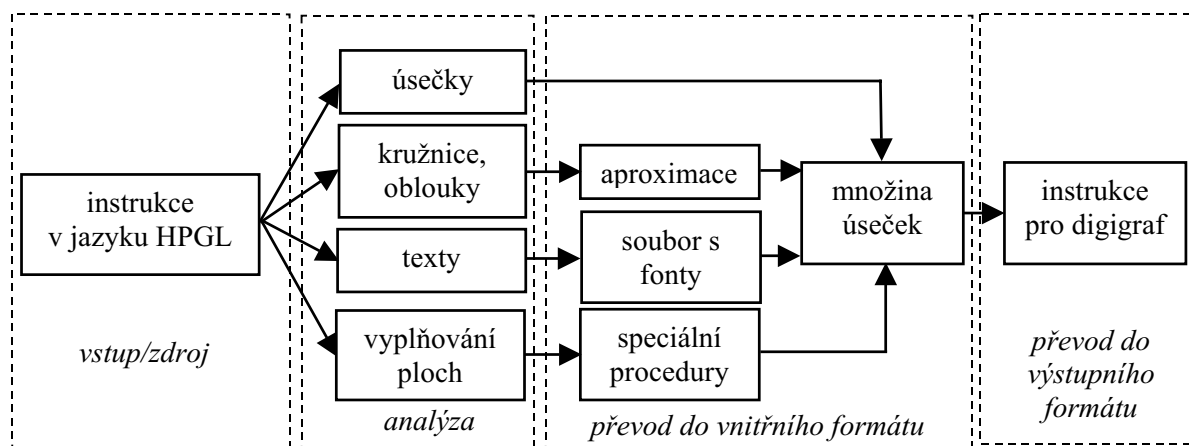 instrukce
v jazyku HPGL
vstup/zdroj
úsečky
kružnice,
oblouky
texty
vyplňování
ploch
analýza
aproximace
soubor s
fonty
speciální
procedury
množina
úseček
převod do vnitřního formátu
instrukce
pro digigraf
převod do
výstupního
formátu